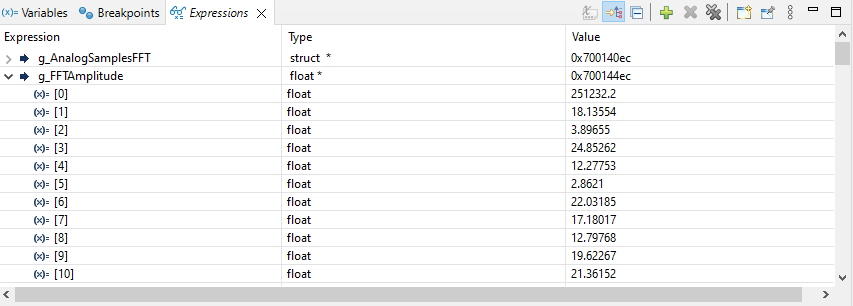 (x)= Variables Breakpoints Expressions
Expression Type Value
g_AnalogSamplesFFT struct * 0x700140ec
g_FFTAmplitude float * 0x700144ec
(x)= [0] float 251232.2
(x)= [1] float 18.13554
(x)= [2] float 3.89655
(x)= [3] float 24.85262
(x)= [4] float 12.27753
(x)= [5] float 2.8621
(x)= [6] float 22.03185
(x)= [7] float 17.18017
(x)= [8] float 12.79768
(x)= [9] float 19.62267
(x)= [10] float 21.36152